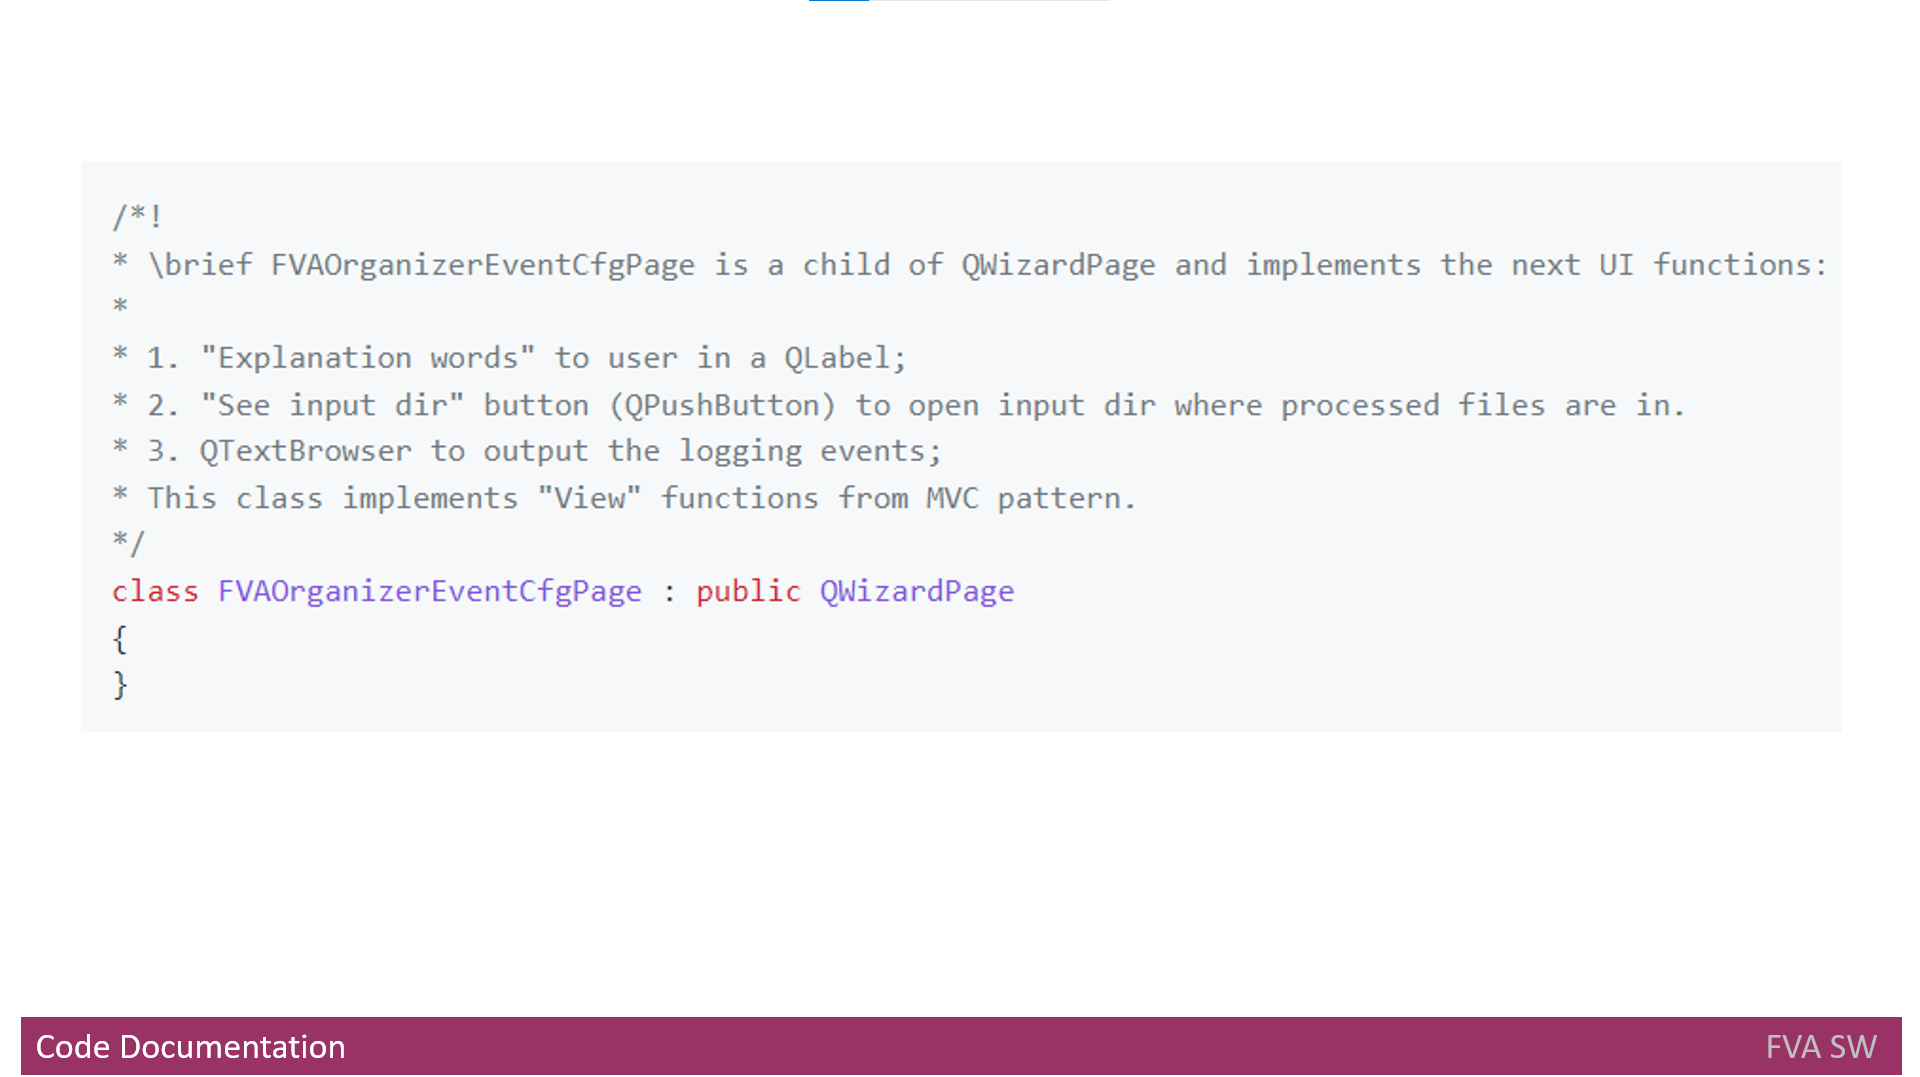 /*!
* \brief FVAOrganizerEventCfgPage is a child of QWizardPage and implements the next UI functions:
*
* 1. "Explanation words" to user in a QLabel;
* 2. "See input dir" button (QPushButton) to open input dir where processed files are in.
* 3. QTextBrowser to output the logging events;
* This class implements "View" functions from MVC pattern.
*/
class FVAOrganizerEventCfgPage : public QWizardPage
{
}
Code Documentation
FVA SW